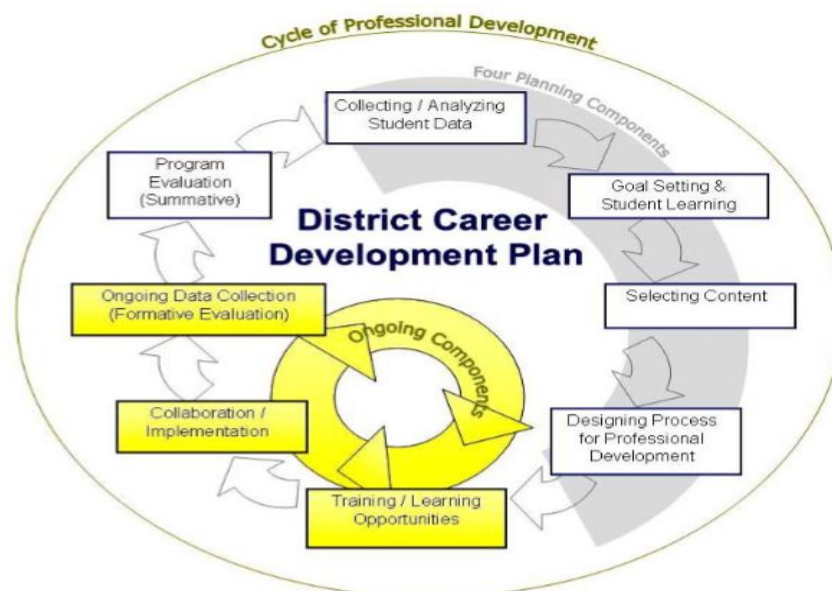 Cycle of Professional Development
Four Planning Components
Collecting / Analyzing
Student Data
Program
Evaluation
(Summative)
Goal Setting &
Student Learning
District Career
Development Plan
Ongoing Data Collection
(Formative Evaluation)
Selecting Content
Ongoing Components
Collaboration /
Implementation
Designing Process
for Professional
Development
Training / Learning
Opportunities